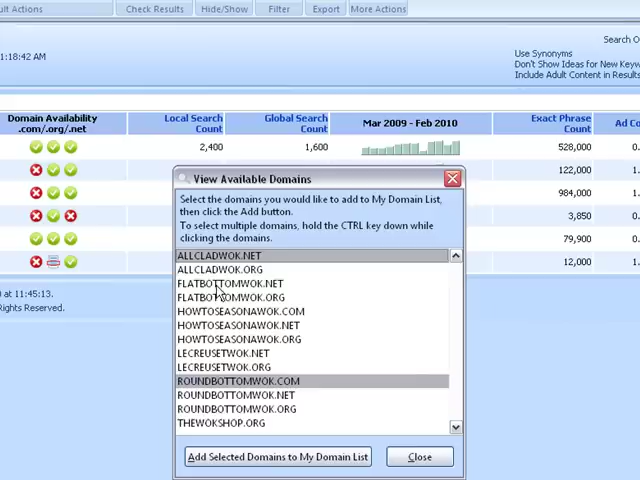 ult Actions
Check Results
Hide/Show
Filter
Export
More Actions
1:18:42 AM
Search O
Use Synonyms
Don't Show Ideas for New Keyw
Include Adult Content in Results
Domain Availability
.com/.org/.net
Local Search
Count
Global Search
Count
Mar 2009 - Feb 2010
Exact Phrase
Count
Ad Co
2,400
1,600
528,000
0.
122,000
0.
984,000
0.
3,850
0.
79,900
0.
12,000
0.
0 at 11:45:13.
Rights Reserved.
View Available Domains
Select the domains you would like to add to My Domain List,
then click the Add button.
To select multiple domains, hold the CTRL key down while
clicking the domains.
ALLCLADWOK.NET
ALLCLADWOK.ORG
FLATBOTTOMWOK.NET
FLATBOTTOMWOK.ORG
HOWTOSEASONAWOK.COM
HOWTOSEASONAWOK.NET
HOWTOSEASONAWOK.ORG
LECREUSETWOK.NET
LECREUSETWOK.ORG
ROUNDBOTTOMWOK.COM
ROUNDBOTTOMWOK.NET
ROUNDBOTTOMWOK.ORG
THEWOKSHOP.ORG
Add Selected Domains to My Domain List
Close